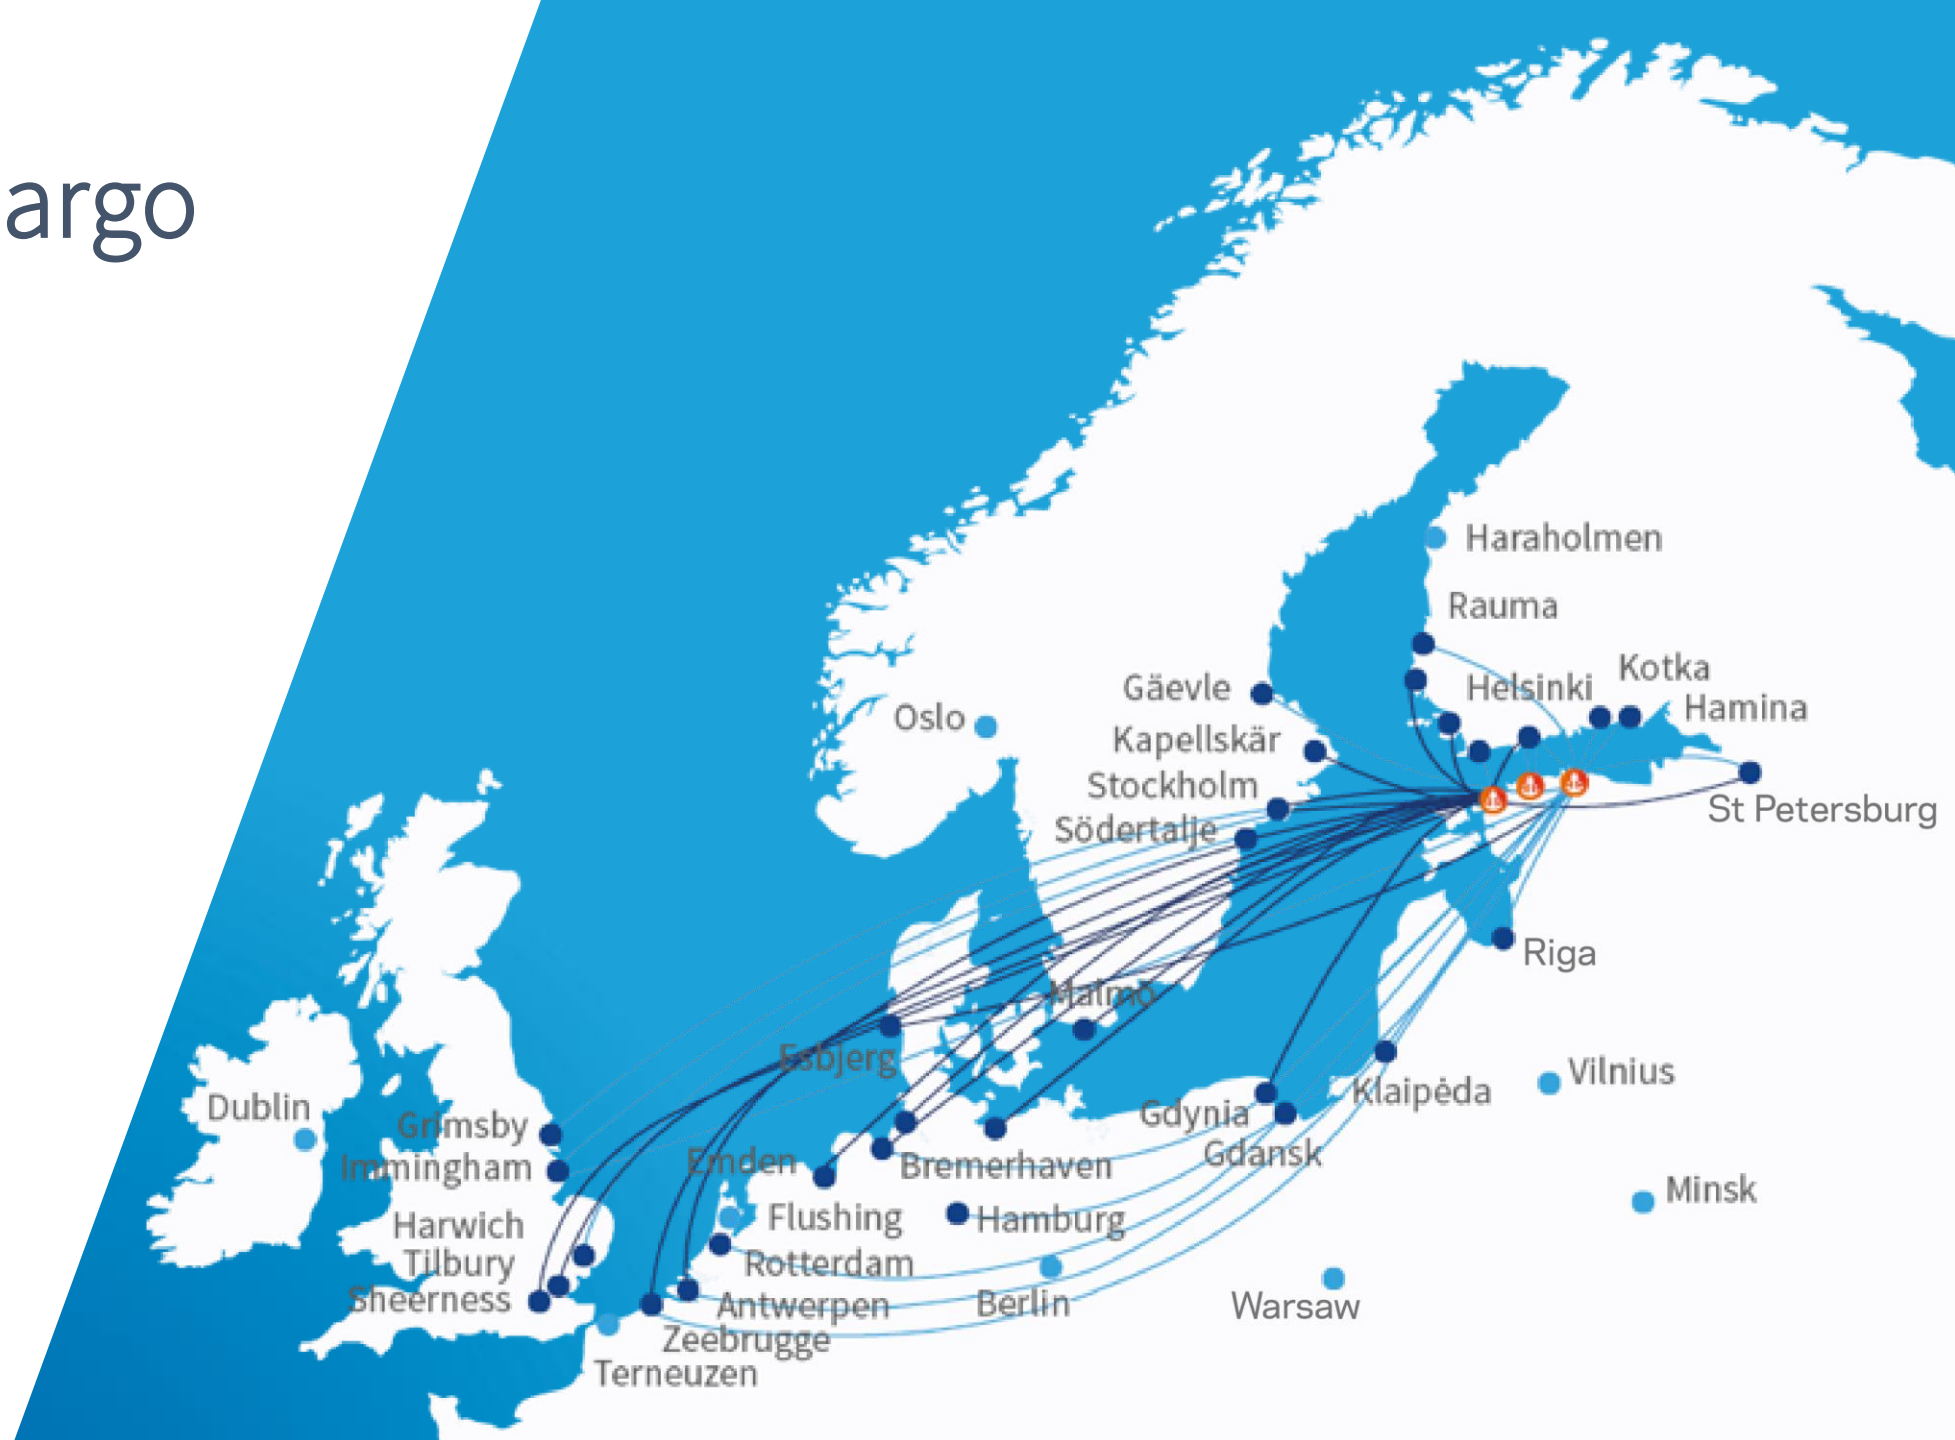 argo
Haraholmen
Rauma
Kotka
Gäevle
Helsinki
Hamina
Oslo
Kapellskär
Stockholm
St Petersburg
Södertalje
Riga
Malmö
Esbjerg
Vilnius
Klaipėda
Dublin
Grimsby
Gdynia
Gdansk
Immingham
Emden
Bremerhaven
Minsk
Flushing
Hamburg
Harwich
Tilbury
Rotterdam
Sheerness
Antwerpen
Berlin
Warsaw
Zeebrugge
Terneuzen